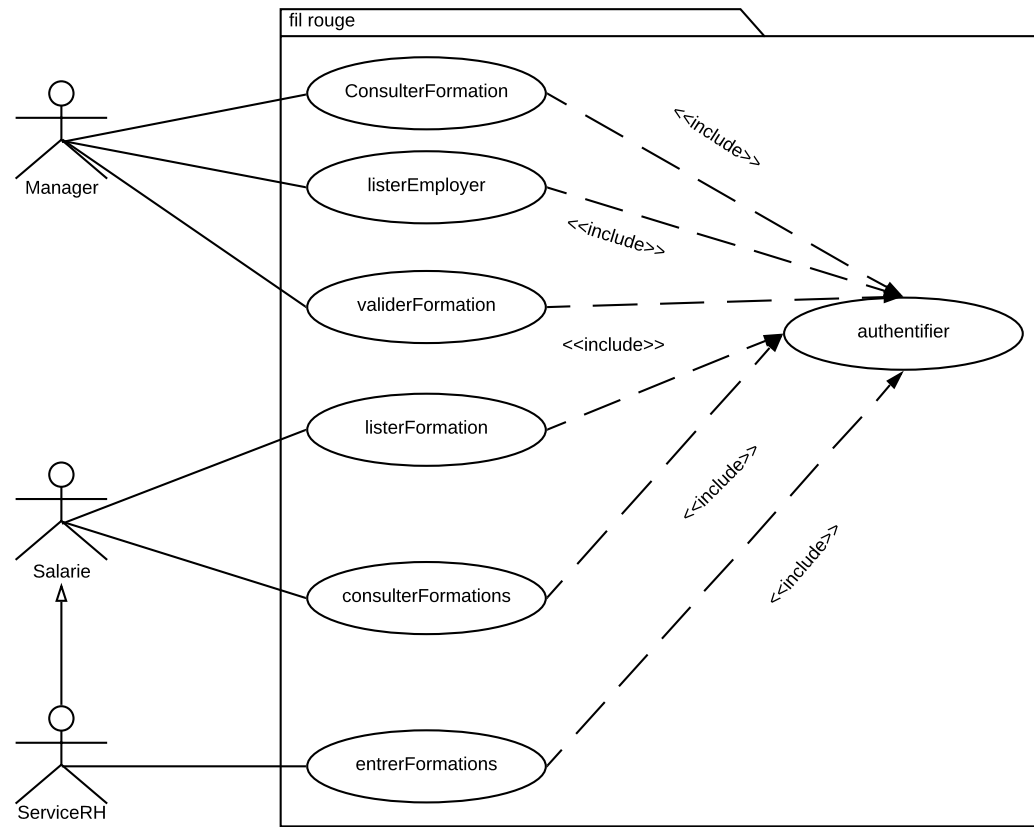 fil rouge
ConsulterFormation
<<include>>
Manager
listerEmployer
<<include>>
validerFormation
authentifier
<<include>>
listerFormation
<<include>>
Salarie
consulterFormations
<<include>>
entrerFormations
ServiceRH